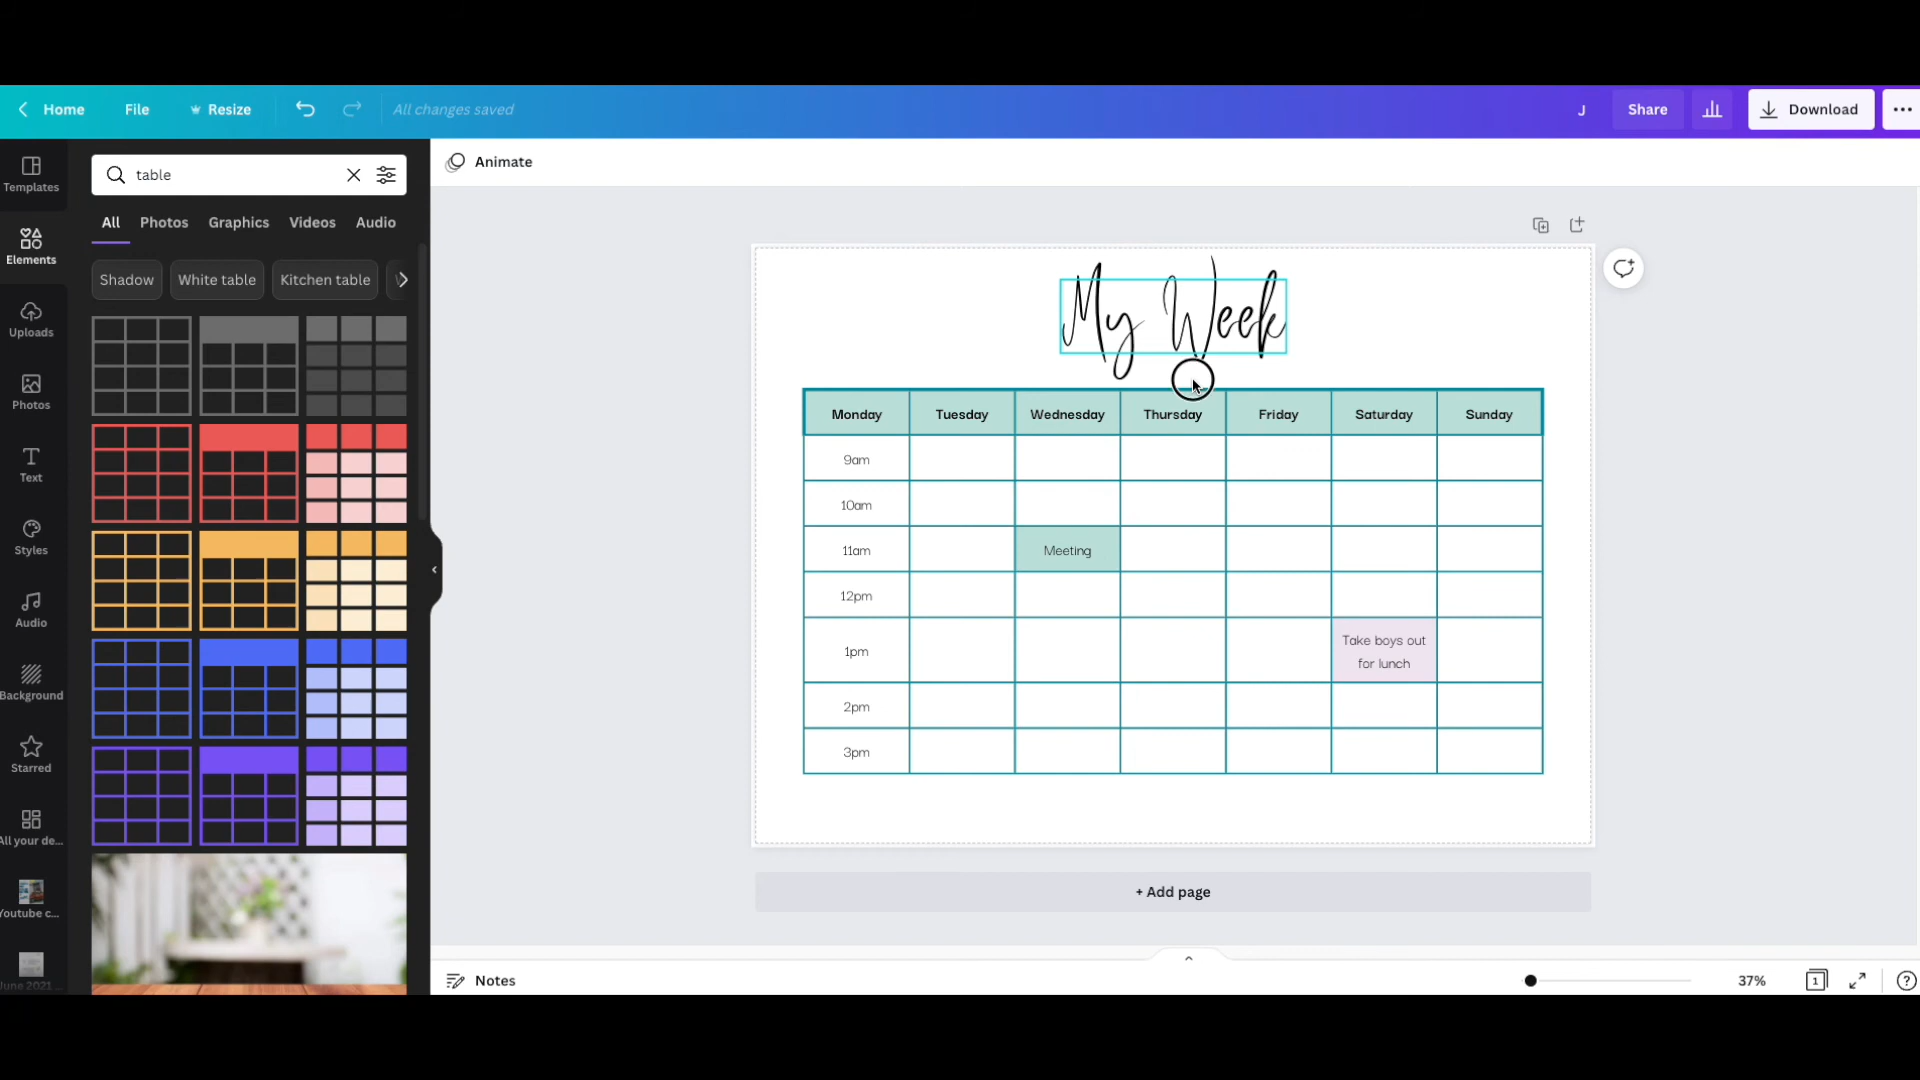 Home File Resize All changes saved J Share Download
Templates
Elements
Uploads
Photos
Text
Styles
Audio
Background
Starred
All your de...
Youtube c...
June 2021 ...
table
All Photos Graphics Videos Audio
Shadow White table Kitchen table
Animate
My Week
Monday Tuesday Wednesday Thursday Friday Saturday Sunday
9am
10am
11am Meeting
12pm
1pm Take boys out
for lunch
2pm
3pm
+ Add page
Notes 37% 1 ?